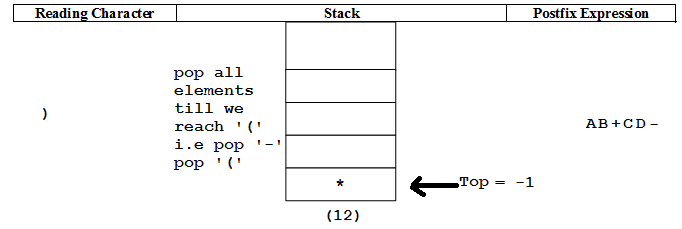 Reading Character Stack Postfix Expression
pop all
elements
till we
reach '('
i.e pop '-'
pop '('
)
AB+CD-
* Top = -1
(12)